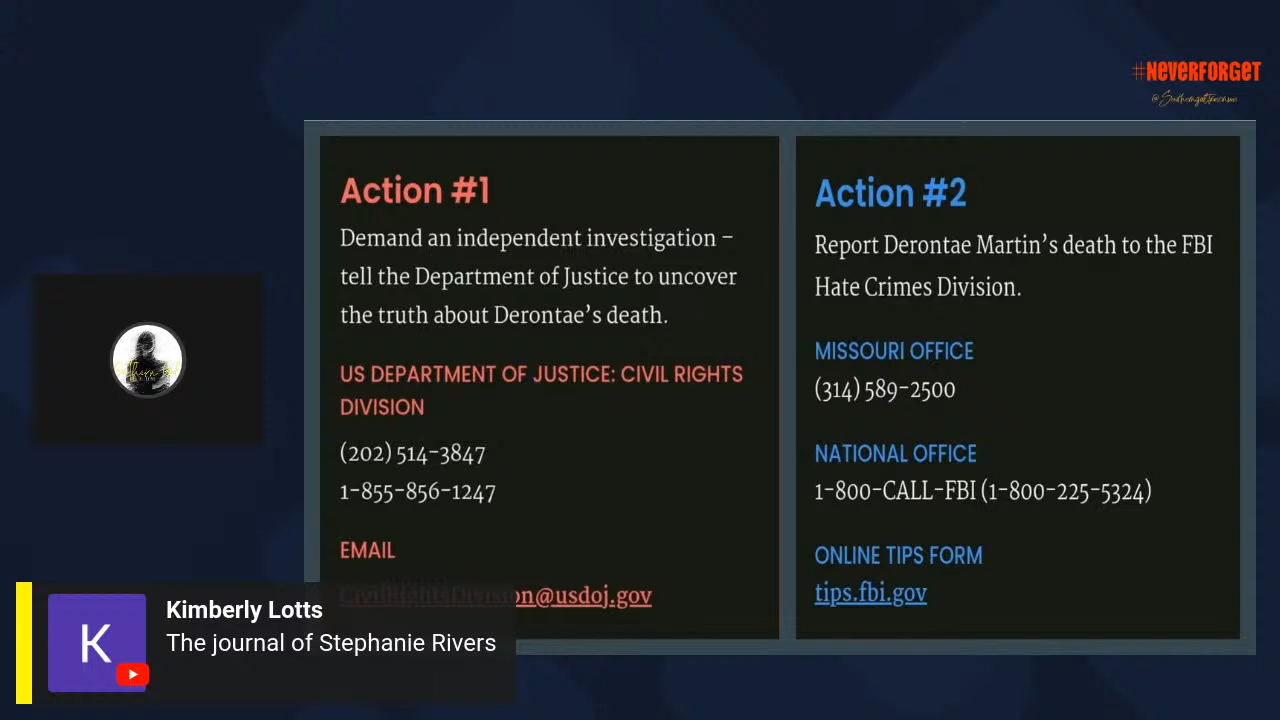 #NEVERFORGET
Action #1
Demand an independent investigation –
tell the Department of Justice to uncover
the truth about Derontae’s death.
US DEPARTMENT OF JUSTICE: CIVIL RIGHTS
DIVISION
(202) 514-3847
1-855-856-1247
EMAIL
CivilRightsDivision@usdoj.gov
Action #2
Report Derontae Martin’s death to the FBI
Hate Crimes Division.
MISSOURI OFFICE
(314) 589-2500
NATIONAL OFFICE
1-800-CALL-FBI (1-800-225-5324)
ONLINE TIPS FORM
tips.fbi.gov
K
Kimberly Lotts
The journal of Stephanie Rivers